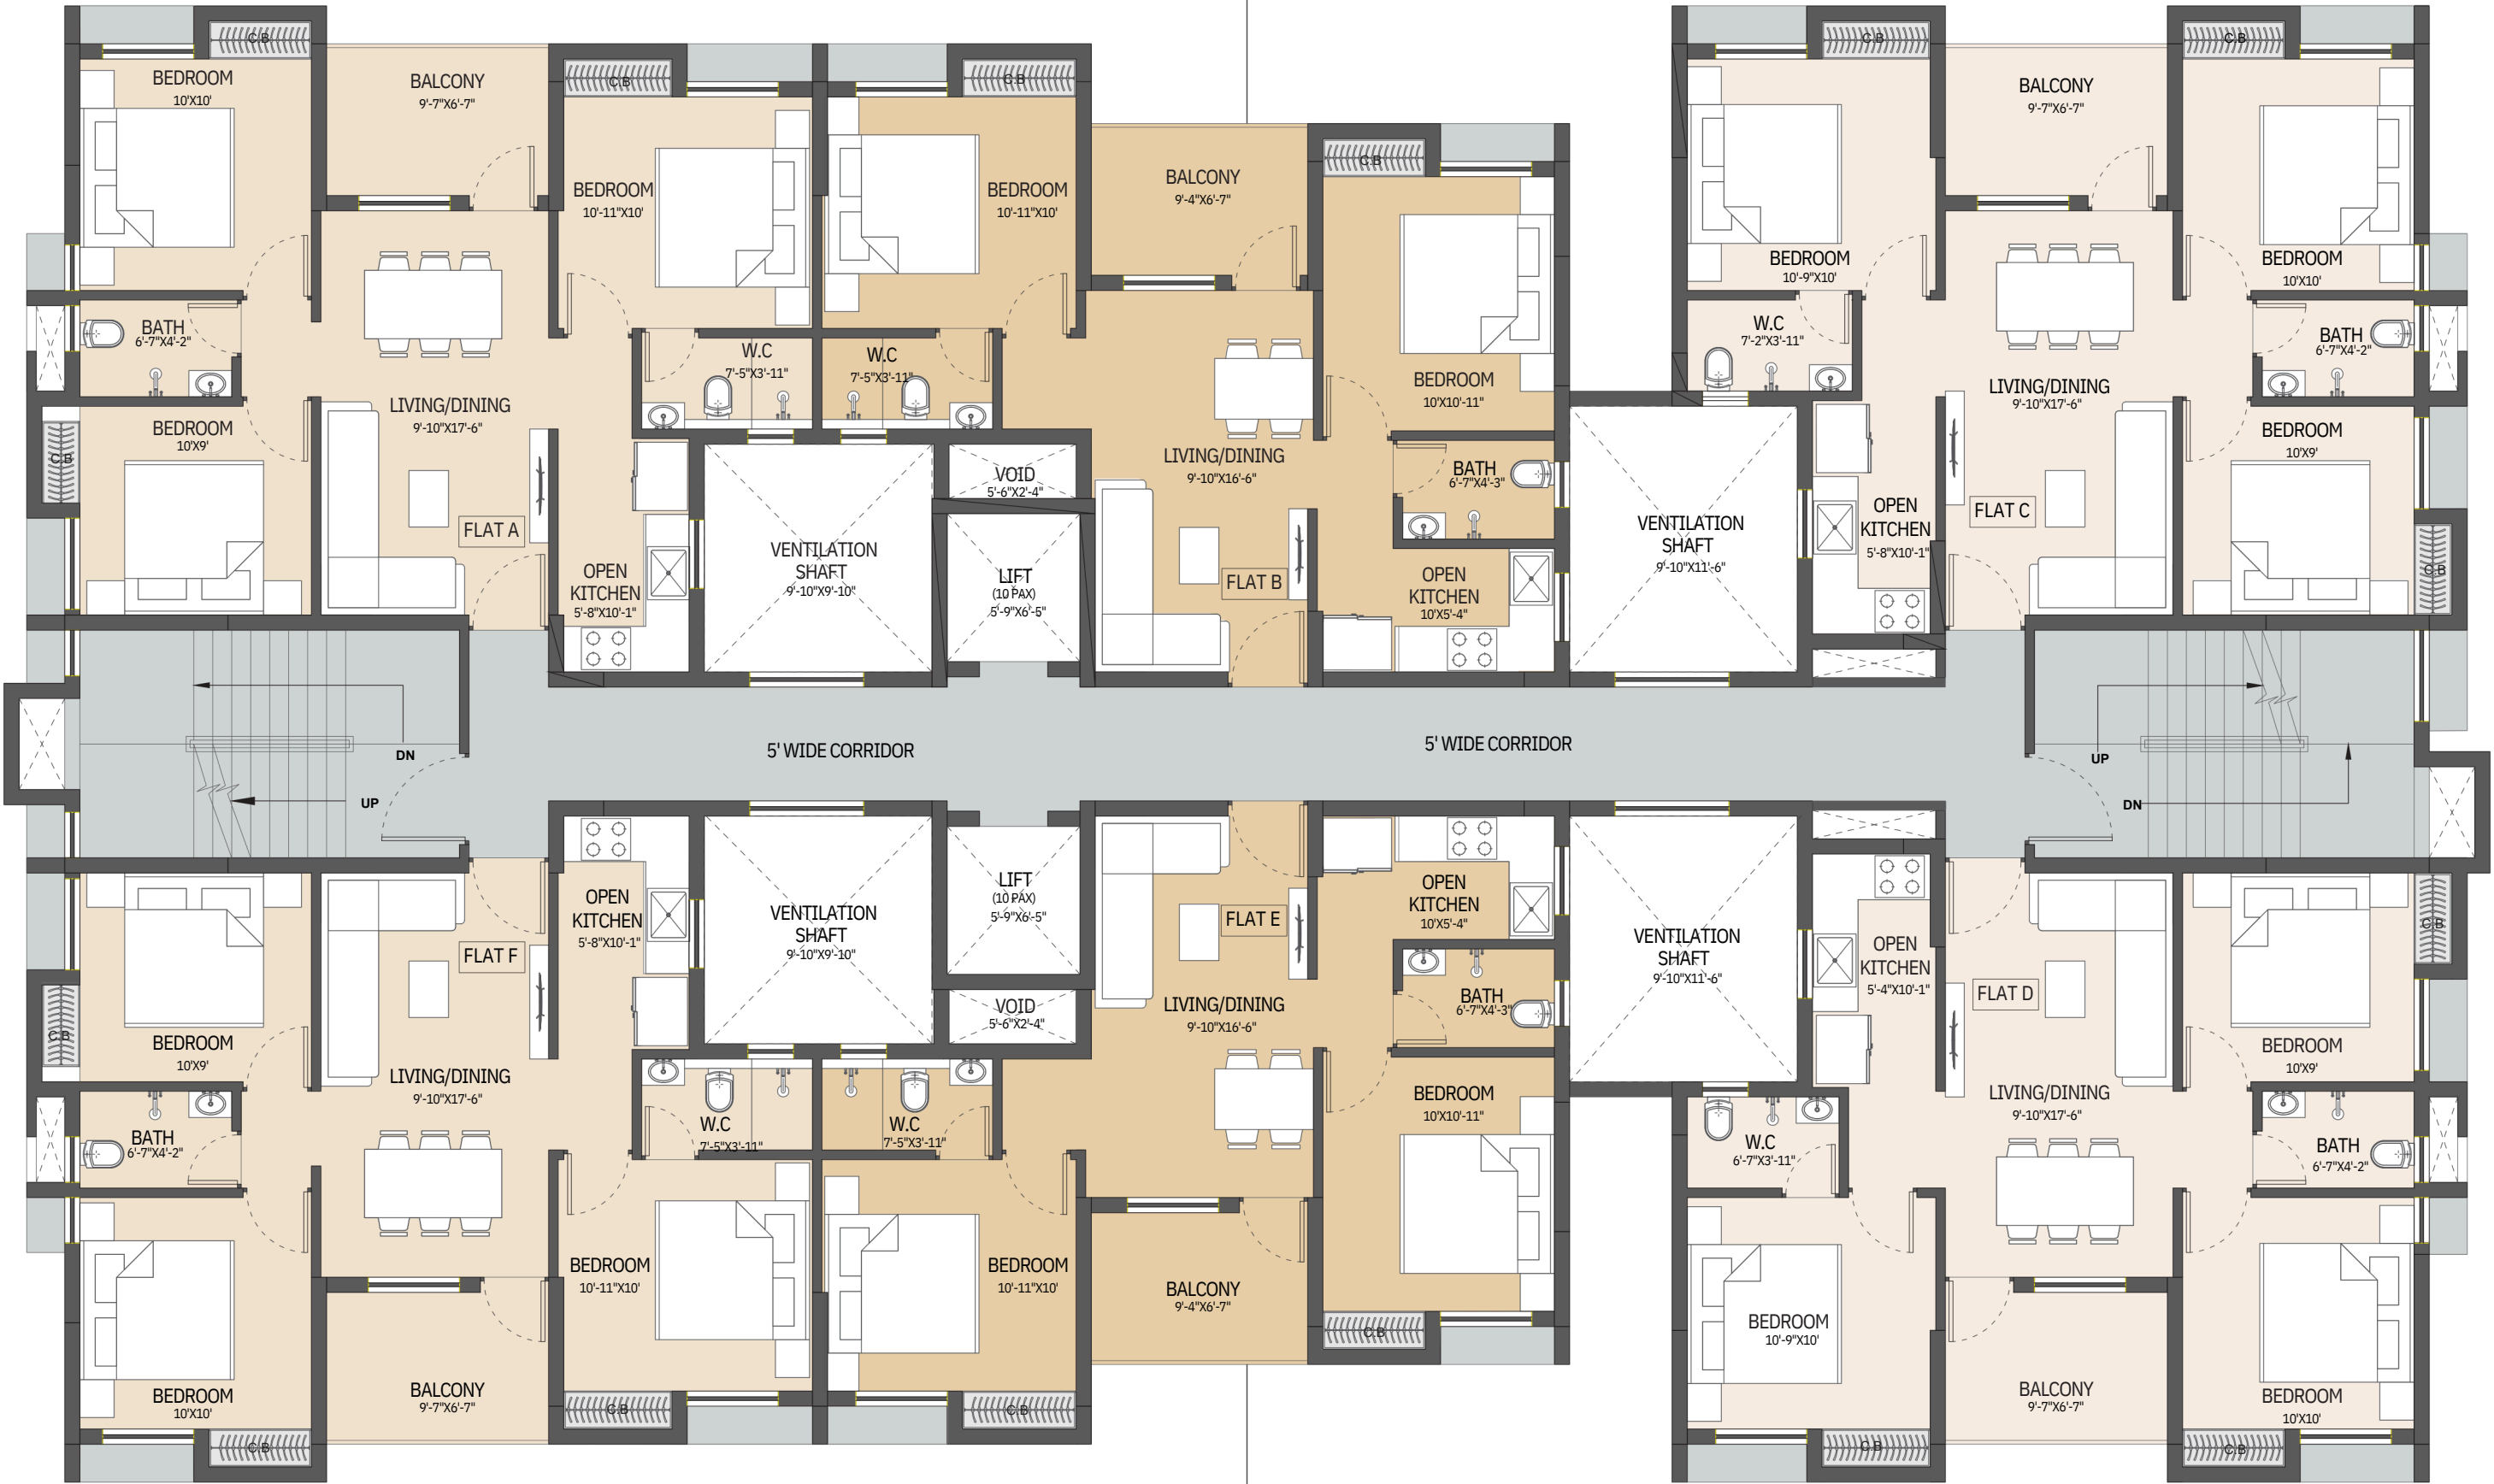 C.B
C.B
C.B
BEDROOM
10'X10'
BALCONY
9'-7"X6'-7"
C.B
C.B
BALCONY
9'-7"X6'-7"
C.B
BEDROOM
10'-11"X10'
BEDROOM
10'-11"X10'
BALCONY
9'-4"X6'-7"
BEDROOM
10'-9"X10'
BEDROOM
10'X10'
BATH
6'-7"X4'-2"
W.C
7'-5"X3'-11"
W.C
7'-5"X3'-11"
W.C
7'-2"X3'-11"
BATH
6'-7"X4'-2"
BEDROOM
10'X10'-11"
LIVING/DINING
9'-10"X17'-6"
LIVING/DINING
9'-10"X17'-6"
BEDROOM
10'X9'
BEDROOM
10'X9'
C.B
LIVING/DINING
9'-10"X16'-6"
BATH
6'-7"X4'-3"
VOID
5'-6"X2'-4"
FLAT A
FLAT C
OPEN
KITCHEN
5'-8"X10'-1"
VENTILATION
SHAFT
9'-10"X11'-6"
VENTILATION
SHAFT
9'-10"X9'-10"
OPEN
KITCHEN
5'-8"X10'-1"
LIFT
(10 PAX)
5'-9"X6'-5"
FLAT B
OPEN
KITCHEN
10'X5'-4"
C.B
DN
UP
5' WIDE CORRIDOR
5' WIDE CORRIDOR
UP
DN
OPEN
KITCHEN
5'-8"X10'-1"
VENTILATION
SHAFT
9'-10"X9'-10"
LIFT
(10 PAX)
5'-9"X6'-5"
FLAT E
OPEN
KITCHEN
10'X5'-4"
VENTILATION
SHAFT
9'-10"X11'-6"
OPEN
KITCHEN
5'-4"X10'-1"
C.B
FLAT F
FLAT D
VOID
5'-6"X2'-4"
LIVING/DINING
9'-10"X16'-6"
BATH
6'-7"X4'-3"
C.B
BEDROOM
10'X9'
BEDROOM
10'X9'
LIVING/DINING
9'-10"X17'-6"
LIVING/DINING
9'-10"X17'-6"
BEDROOM
10'X10'-11"
BATH
6'-7"X4'-2"
W.C
7'-5"X3'-11"
W.C
7'-5"X3'-11"
W.C
6'-7"X3'-11"
BATH
6'-7"X4'-2"
BEDROOM
10'-11"X10'
BEDROOM
10'-11"X10'
BALCONY
9'-4"X6'-7"
C.B
BEDROOM
10'-9"X10'
BEDROOM
10'X10'
BALCONY
9'-7"X6'-7"
C.B
C.B
BALCONY
9'-7"X6'-7"
BEDROOM
10'X10'
C.B
C.B
C.B